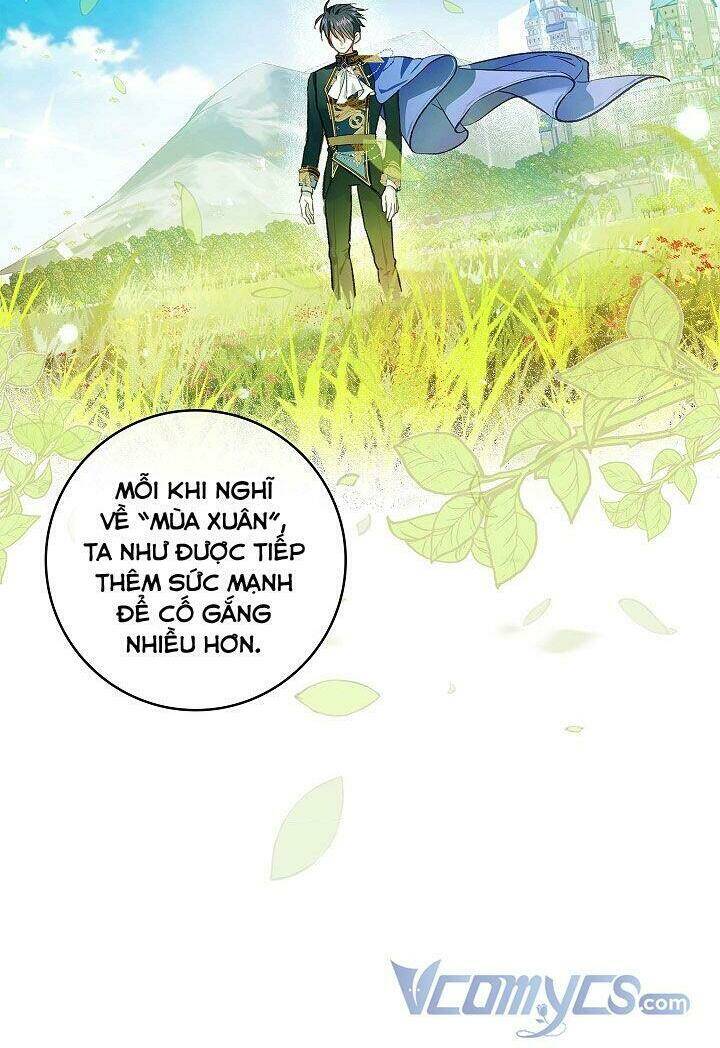 MỖI KHI NGHĨ
VỀ “MÙA XUÂN”,
TA NHƯ ĐƯỢC TIẾP
THÊM SỨC MẠNH
ĐỂ CỐ GẮNG
NHIỀU HƠN.
VCOMYCS.com